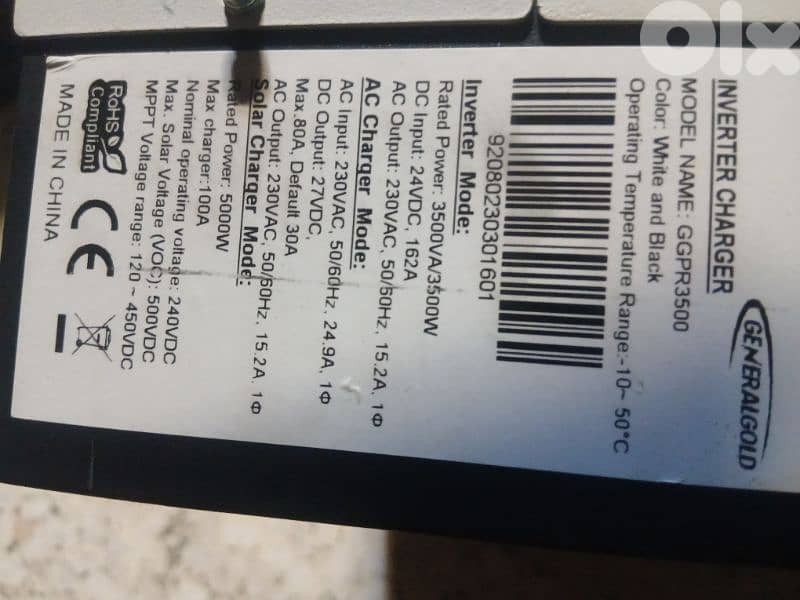 olx
GENERALGOLD
INVERTER CHARGER
MODEL NAME: GGPR3500
Color: White and Black
Operating Temperature Range:-10~ 50°C
92080230301601
Inverter Mode:
Rated Power: 3500VA/3500W
DC Input: 24VDC, 162A
AC Output: 230VAC, 50/60Hz, 15.2A, 1Φ
AC Charger Mode:
AC Input: 230VAC, 50/60Hz, 24.9A, 1Φ
DC Output: 27VDC,
Max.80A, Default 30A
AC Output: 230VAC, 50/60Hz, 15.2A, 1Φ
Solar Charger Mode:
Rated Power: 5000W
Max charger:100A
Nominal operating voltage: 240VDC
Max. Solar Voltage (VOC): 500VDC
MPPT Voltage range: 120 ~ 450VDC
RoHS
Compliant
CE
MADE IN CHINA